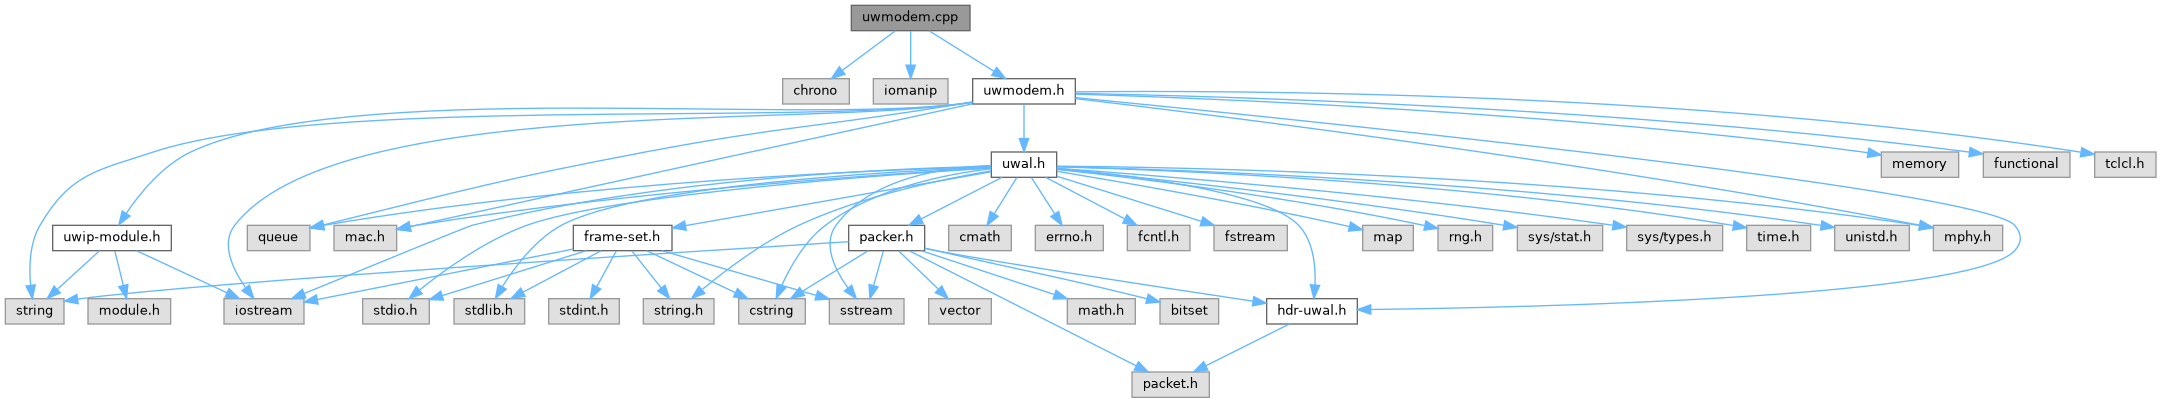 uwmodem.cpp
chrono
iomanip
uwmodem.h
uwal.h
memory
functional
tclcl.h
uwip-module.h
queue
mac.h
frame-set.h
packer.h
cmath
errno.h
fcntl.h
fstream
map
rng.h
sys/stat.h
sys/types.h
time.h
unistd.h
mphy.h
string
module.h
iostream
stdio.h
stdlib.h
stdint.h
string.h
cstring
sstream
vector
math.h
bitset
hdr-uwal.h
packet.h